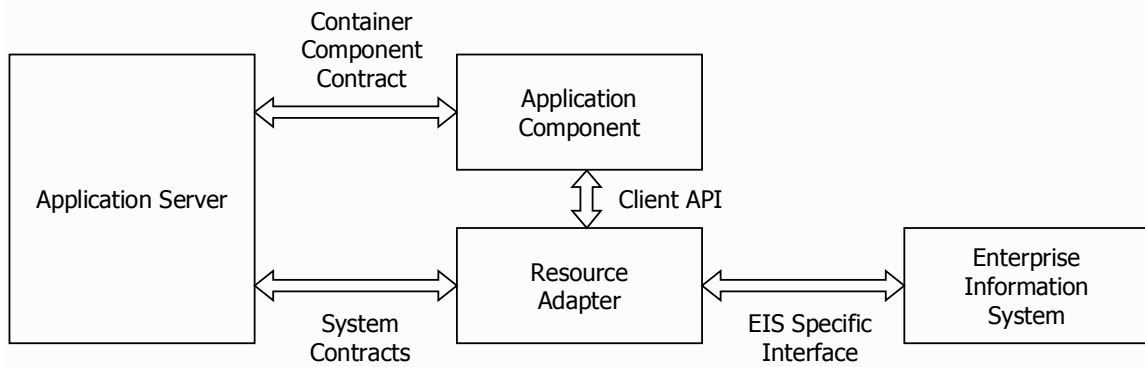 Container
Component
Contract
Application
Component
Application Server
Client API
Resource
Adapter
Enterprise
Information
System
System
Contracts
EIS Specific
Interface